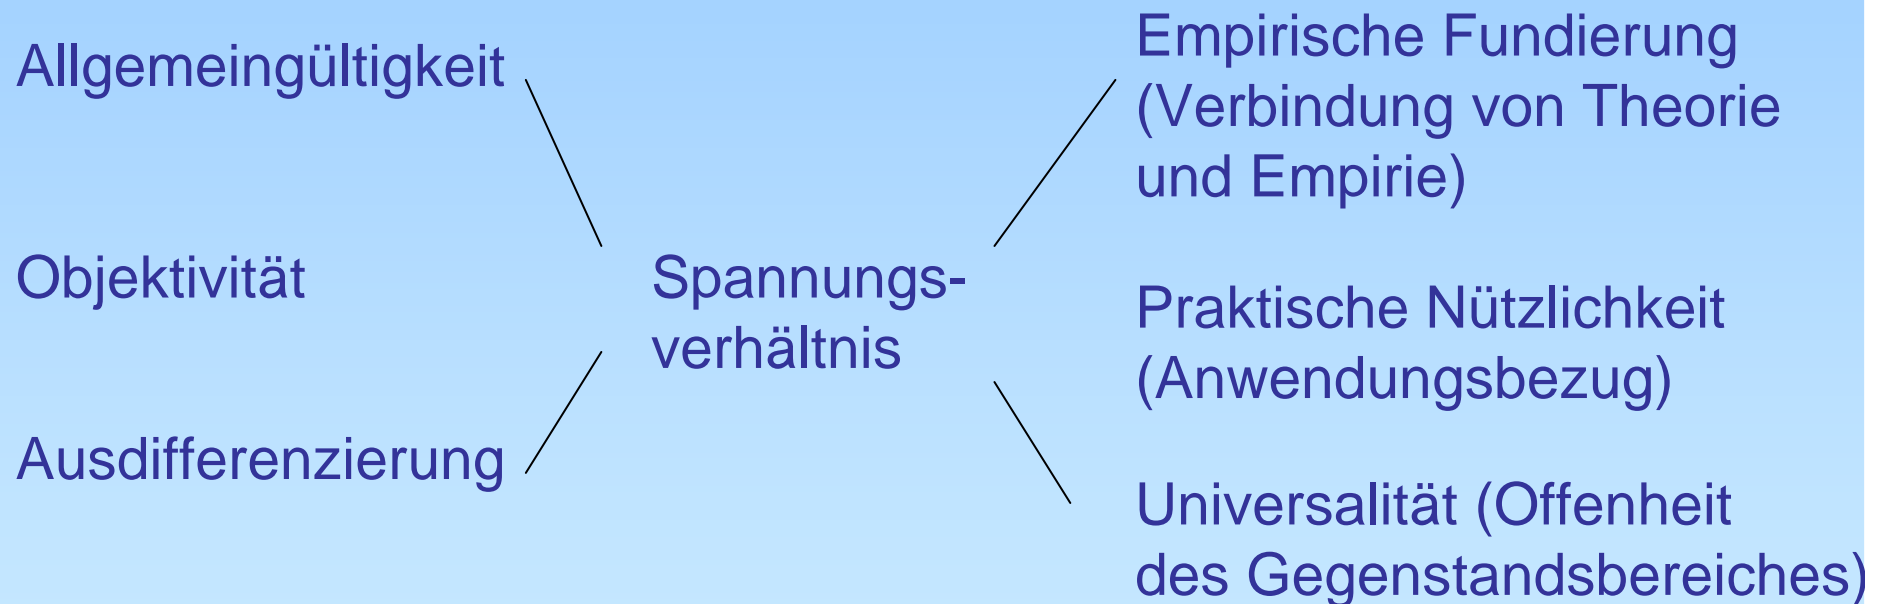 Allgemeingültigkeit
Objektivität
Ausdifferenzierung
Spannungs-
verhältnis
Empirische Fundierung
(Verbindung von Theorie
und Empirie)
Praktische Nützlichkeit
(Anwendungsbezug)
Universalität (Offenheit
des Gegenstandsbereiches)